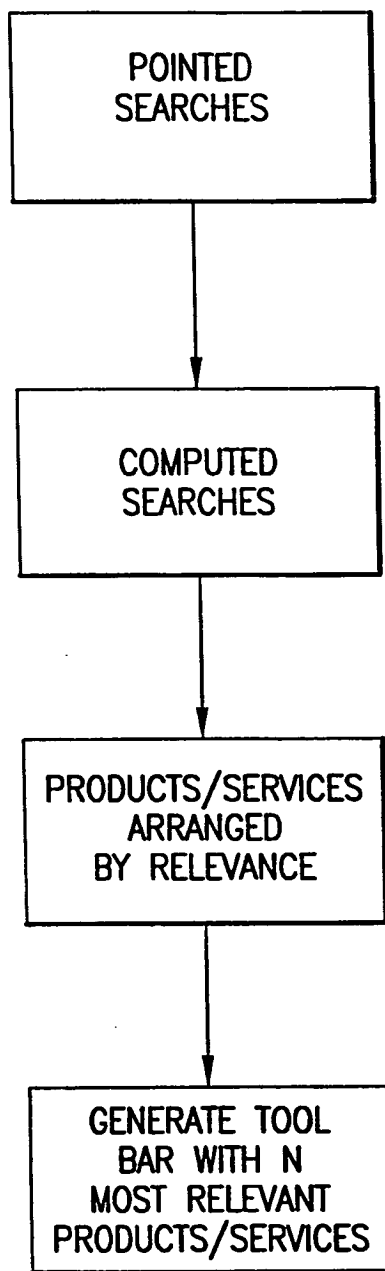 POINTED
SEARCHES
COMPUTED
SEARCHES
PRODUCTS/SERVICES
ARRANGED
BY RELEVANCE
GENERATE TOOL
BAR WITH N
MOST RELEVANT
PRODUCTS/SERVICES